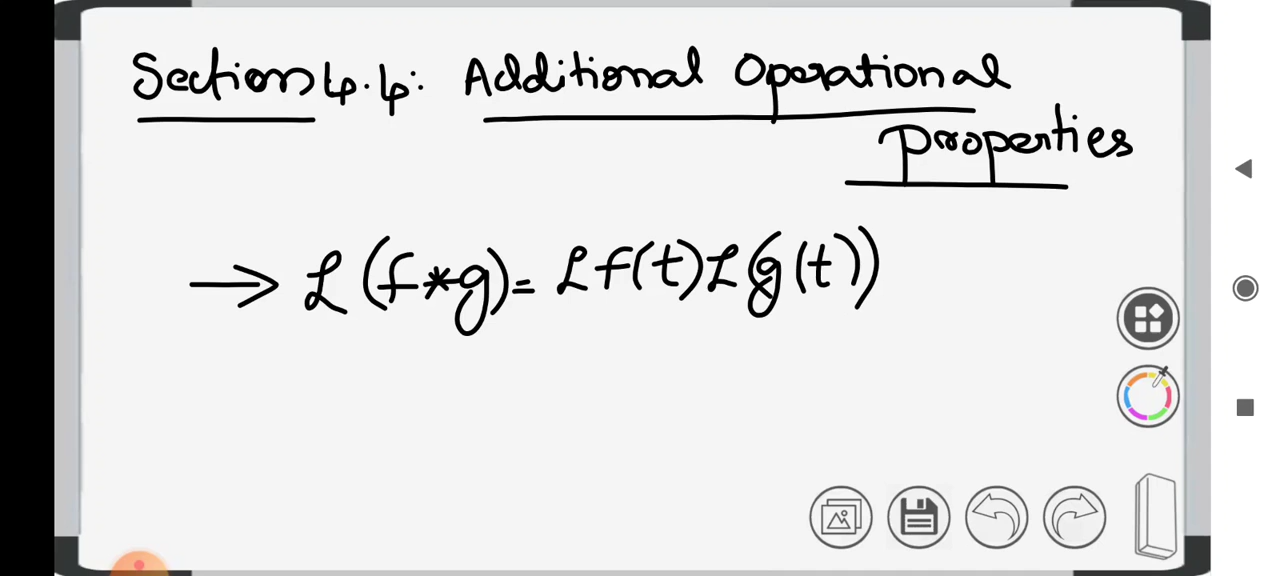 Section 4.4: Additional Operational
Properties
→ ℒ(f*g) = ℒf(t)ℒ(g(t))